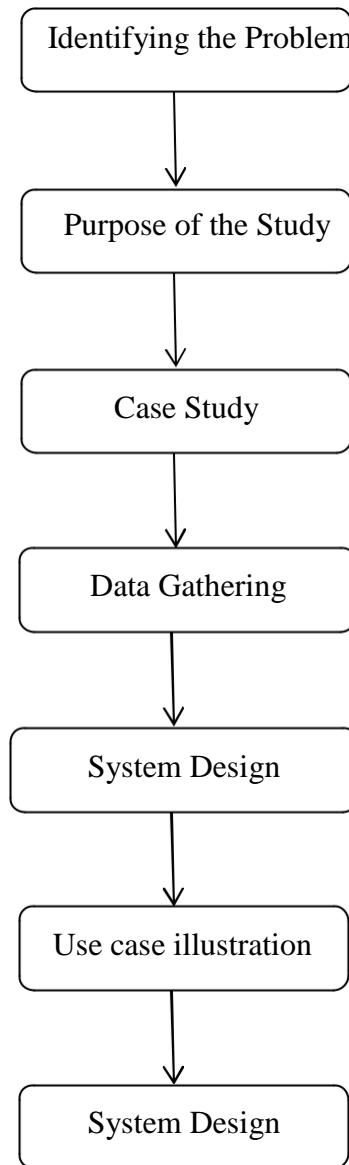 Identifying the Problem
Purpose of the Study
Case Study
Data Gathering
System Design
Use case illustration
System Design